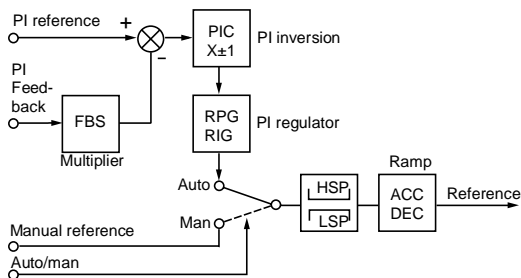 PI reference
+
−
PIC
X±1
PI inversion
PI
Feed-
back
FBS
Multiplier
RPG
RIG
PI regulator
Auto
Man
HSP
LSP
Ramp
ACC
DEC
Reference
Manual reference
Auto/man